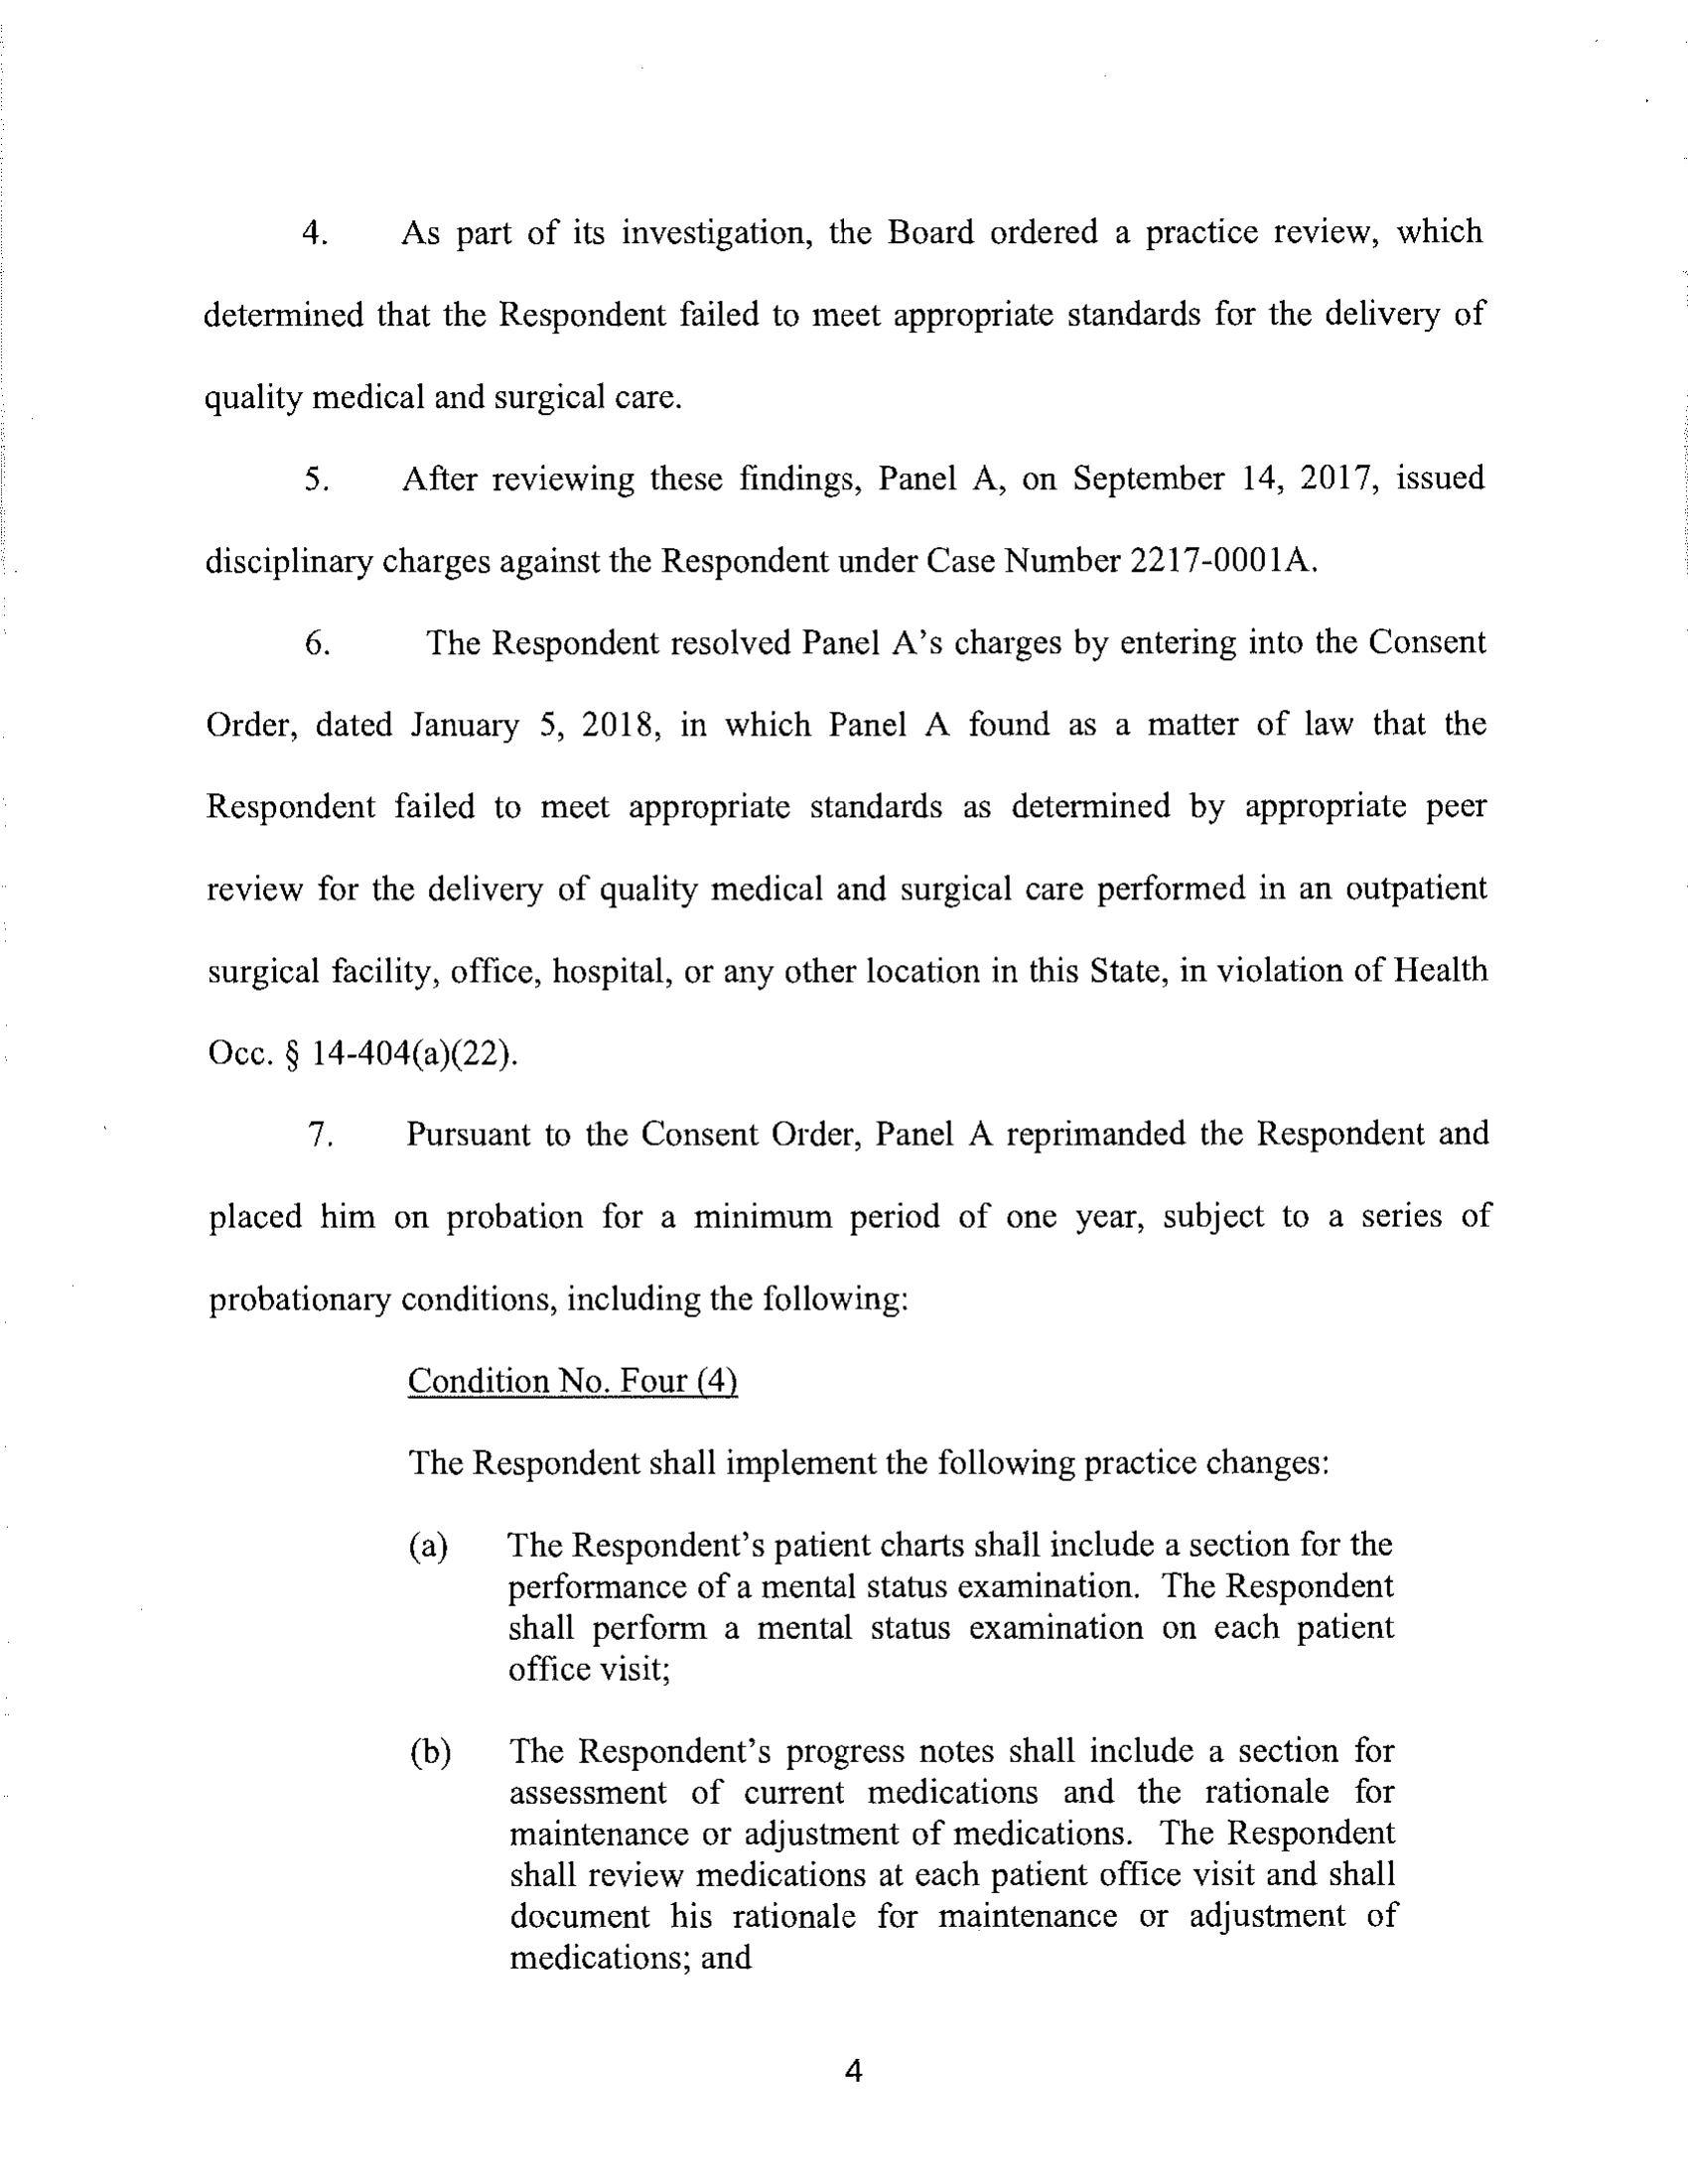 4. As part of its investigation, the Board ordered a practice review, which
determined that the Respondent failed to meet appropriate standards for the delivery of
quality medical and surgical care.
5. After reviewing these findings, Panel A, on September 14, 2017, issued
disciplinary charges against the Respondent under Case Number 2217-0001A.
6. The Respondent resolved Panel A's charges by entering into the Consent
Order, dated January 5, 2018, in which Panel A found as a matter of law that the
Respondent failed to meet appropriate standards as determined by appropriate peer
review for the delivery of quality medical and surgical care performed in an outpatient
surgical facility, office, hospital, or any other location in this State, in violation of Health
Occ. § 14-404(a)(22).
7. Pursuant to the Consent Order, Panel A reprimanded the Respondent and
placed him on probation for a minimum period of one year, subject to a series of
probationary conditions, including the following:
Condition No. Four (4)
The Respondent shall implement the following practice changes:
(a) The Respondent's patient charts shall include a section for the
performance of a mental status examination. The Respondent
shall perform a mental status examination on each patient
office visit;
(b) The Respondent's progress notes shall include a section for
assessment of current medications and the rationale for
maintenance or adjustment of medications. The Respondent
shall review medications at each patient office visit and shall
document his rationale for maintenance or adjustment of
medications; and
4